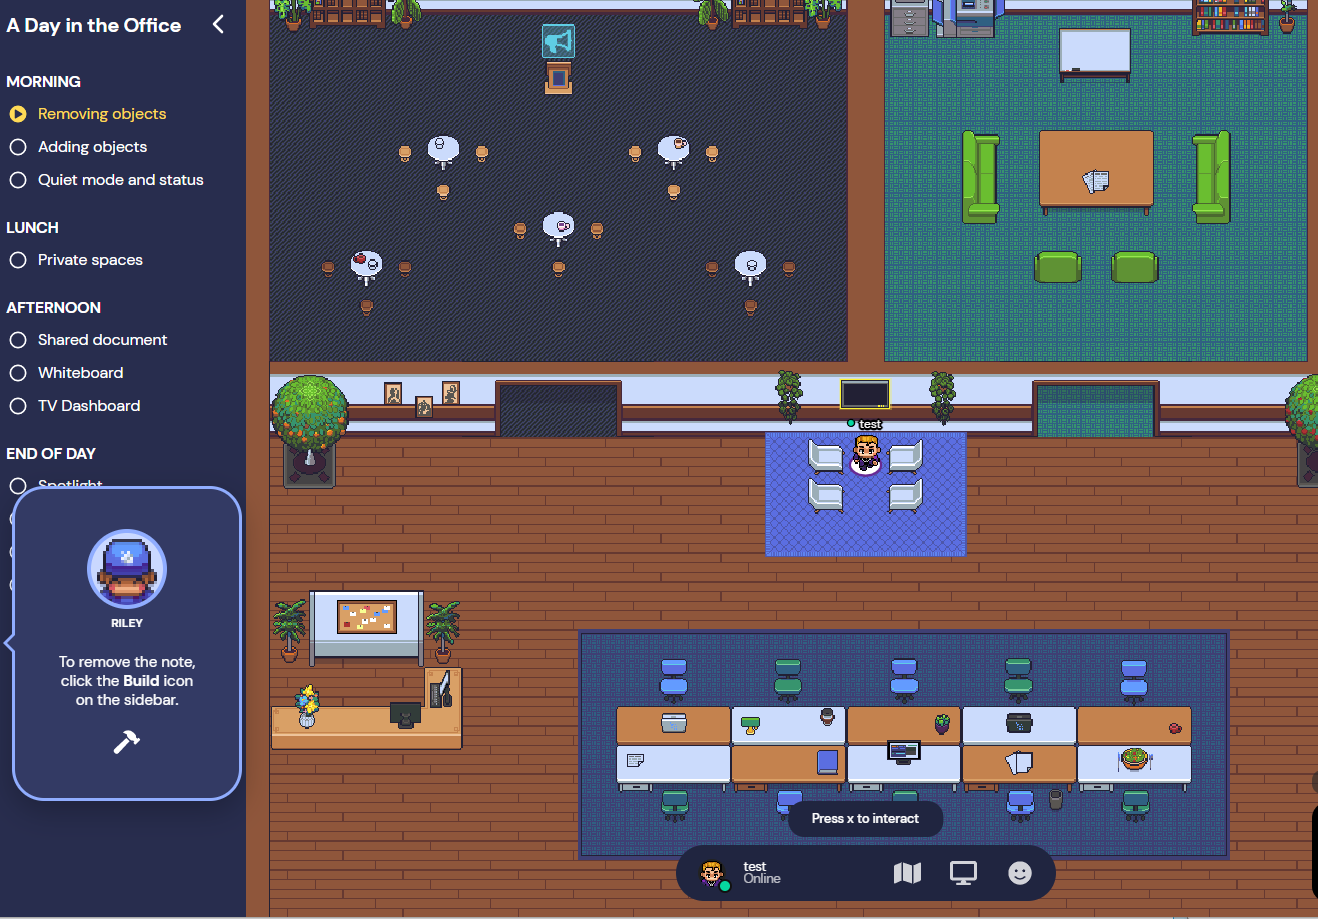 A Day in the Office
MORNING
Removing objects
Adding objects
Quiet mode and status
LUNCH
Private spaces
AFTERNOON
Shared document
Whiteboard
TV Dashboard
END OF DAY
Spotlight
RILEY
To remove the note,
click the Build icon
on the sidebar.
test
Press x to interact
test
Online